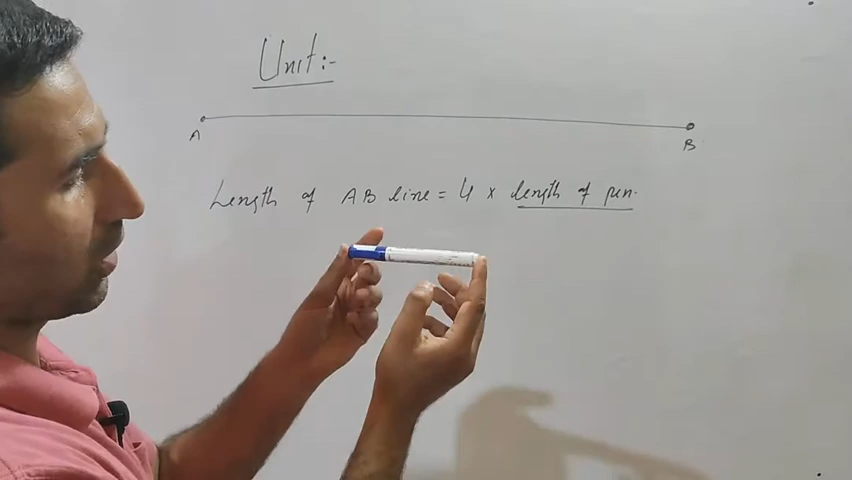 Unit:-
A
B
Length of AB line = 4 × length of pen.